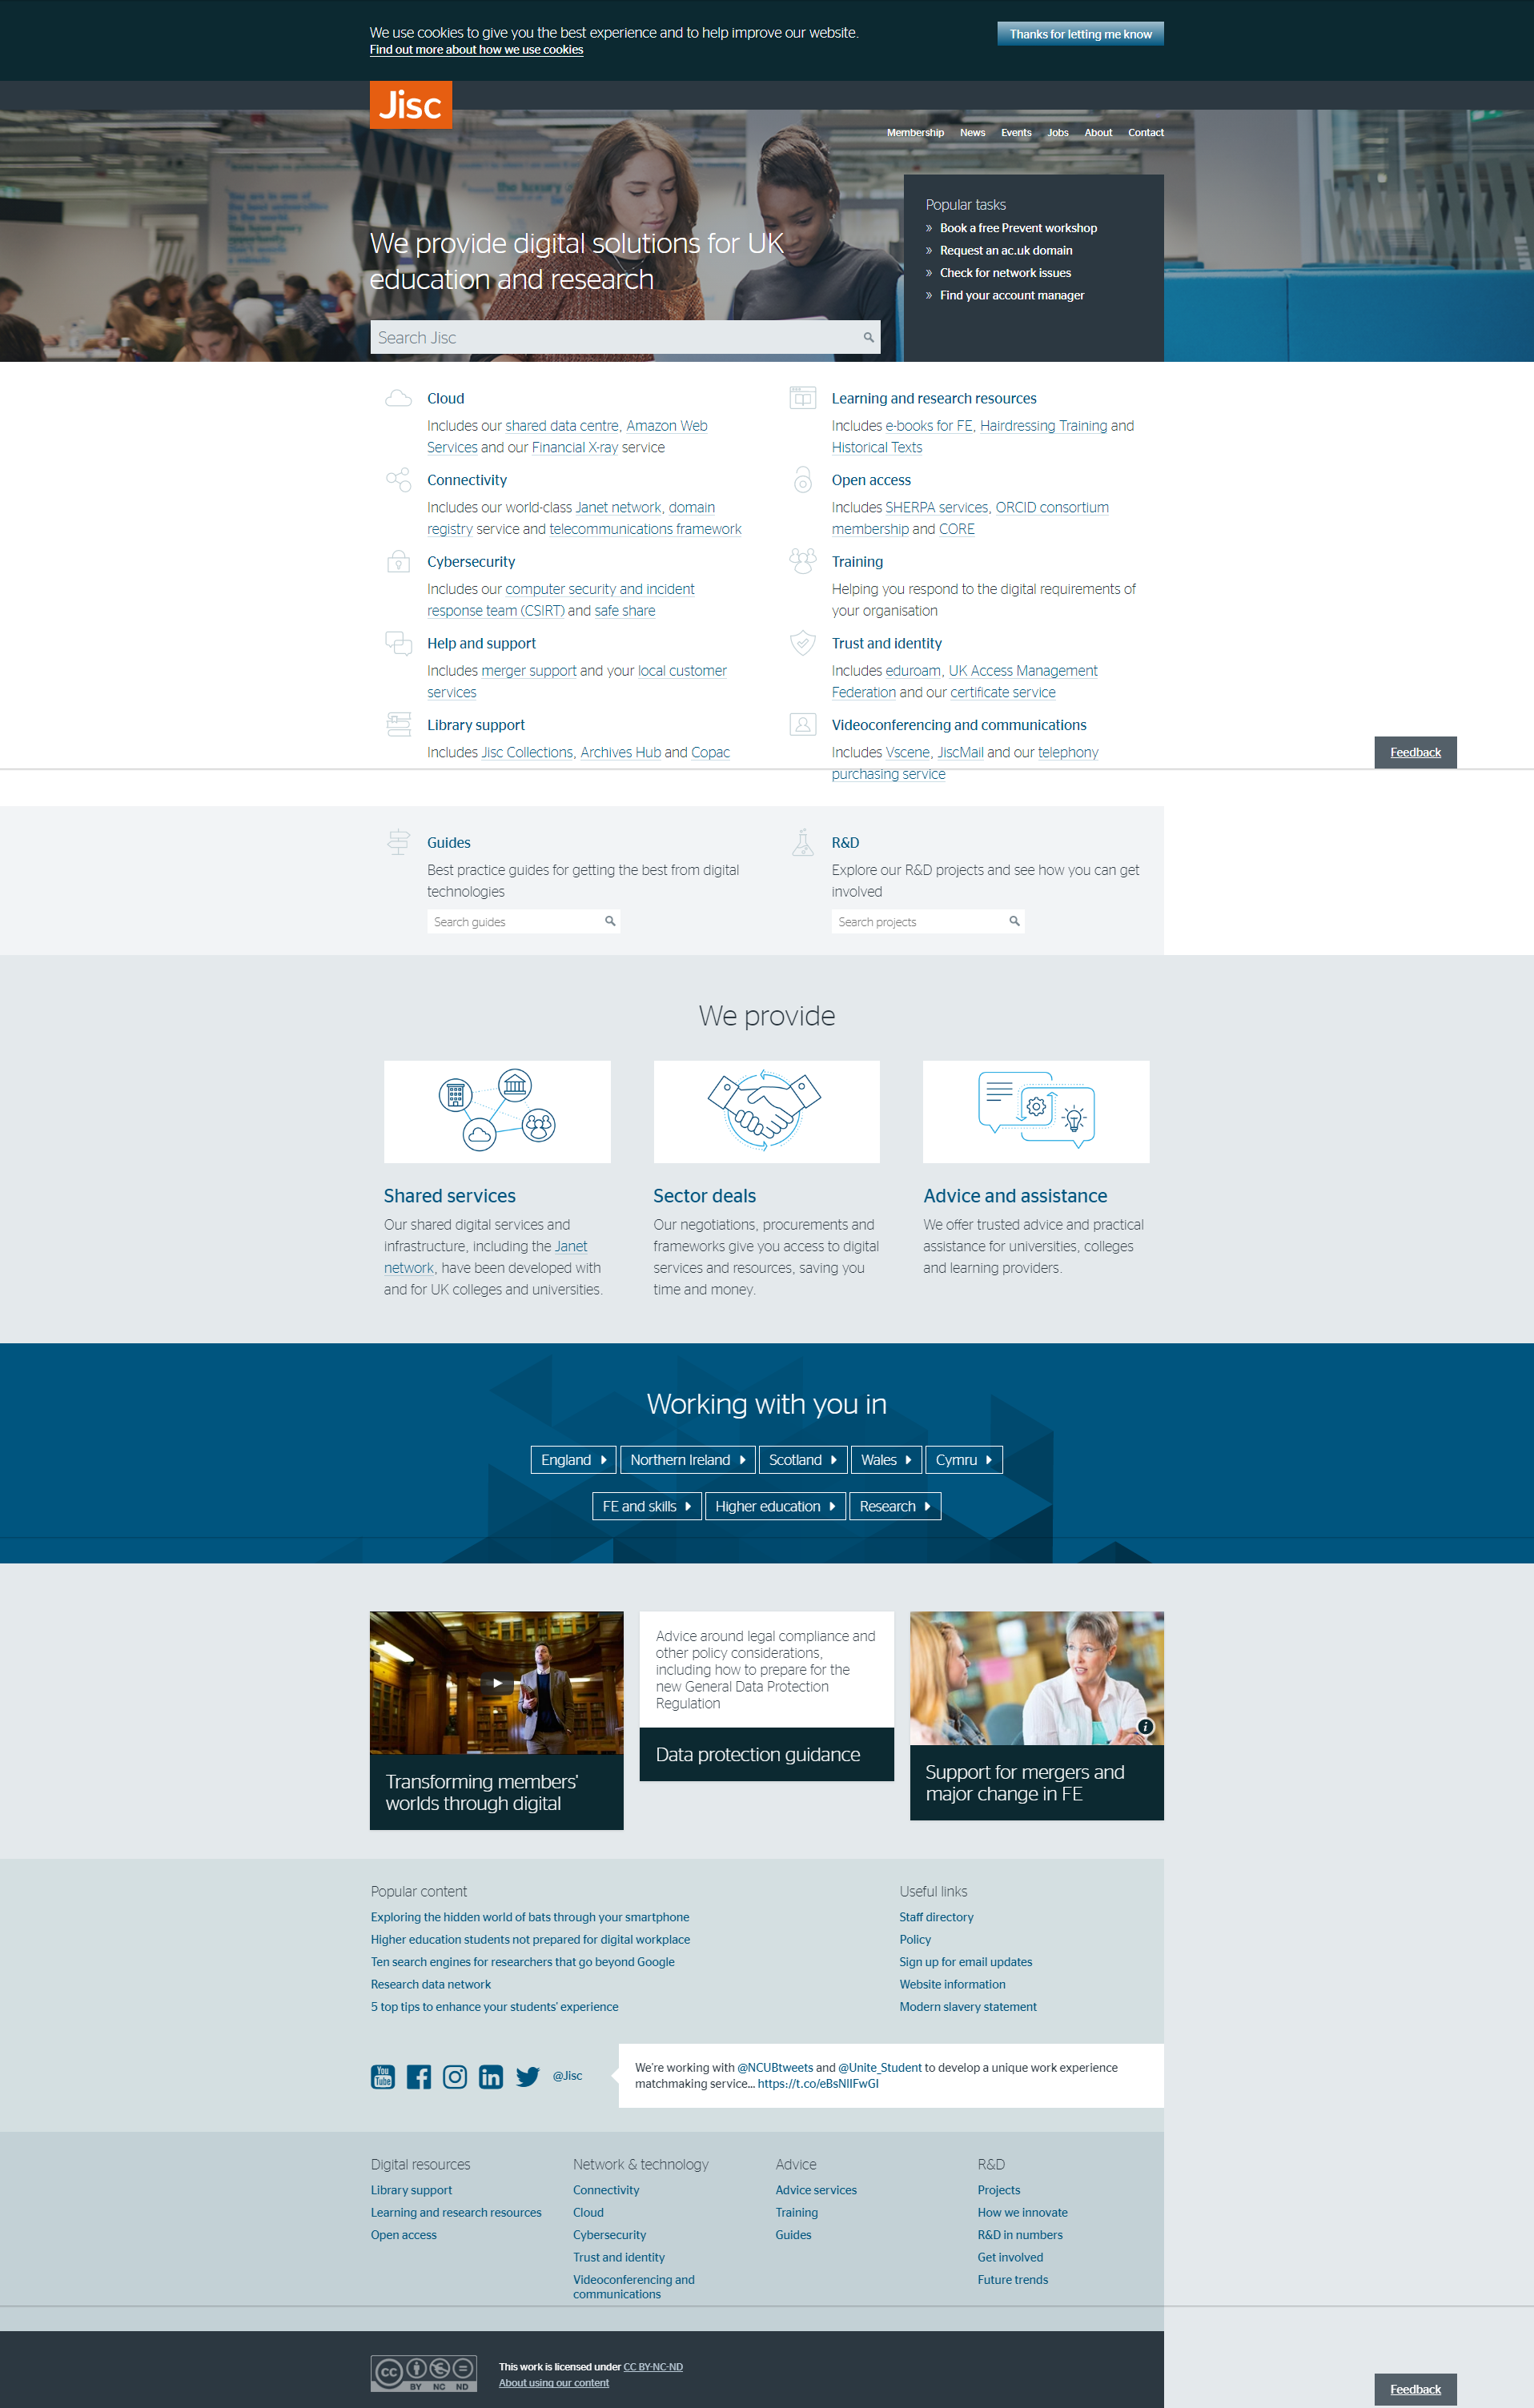 We use cookies to give you the best experience and to help improve our website.
Find out more about how we use cookies
Thanks for letting me know
Jisc
Membership News Events Jobs About Contact
We provide digital solutions for UK
education and research
Search Jisc
Popular tasks
» Book a free Prevent workshop
» Request an ac.uk domain
» Check for network issues
» Find your account manager
Cloud
Includes our shared data centre, Amazon Web
Services and our Financial X-ray service
Connectivity
Includes our world-class Janet network, domain
registry service and telecommunications framework
Cybersecurity
Includes our computer security and incident
response team (CSIRT) and safe share
Help and support
Includes merger support and your local customer
services
Library support
Includes Jisc Collections, Archives Hub and Copac
Learning and research resources
Includes e-books for FE, Hairdressing Training and
Historical Texts
Open access
Includes SHERPA services, ORCID consortium
membership and CORE
Training
Helping you respond to the digital requirements of
your organisation
Trust and identity
Includes eduroam, UK Access Management
Federation and our certificate service
Videoconferencing and communications
Includes Vscene, JiscMail and our telephony
purchasing service
Feedback
Guides
Best practice guides for getting the best from digital
technologies
Search guides
R&D
Explore our R&D projects and see how you can get
involved
Search projects
We provide
Shared services
Our shared digital services and
infrastructure, including the Janet
network, have been developed with
and for UK colleges and universities.
Sector deals
Our negotiations, procurements and
frameworks give you access to digital
services and resources, saving you
time and money.
Advice and assistance
We offer trusted advice and practical
assistance for universities, colleges
and learning providers.
Working with you in
England Northern Ireland Scotland Wales Cymru
FE and skills Higher education Research
Transforming members'
worlds through digital
Advice around legal compliance and
other policy considerations,
including how to prepare for the
new General Data Protection
Regulation
Data protection guidance
Support for mergers and
major change in FE
Popular content
Exploring the hidden world of bats through your smartphone
Higher education students not prepared for digital workplace
Ten search engines for researchers that go beyond Google
Research data network
5 top tips to enhance your students' experience
Useful links
Staff directory
Policy
Sign up for email updates
Website information
Modern slavery statement
You Tube
@Jisc
We're working with @NCUBtweets and @Unite_Student to develop a unique work experience
matchmaking service...
Digital resources
Library support
Learning and research resources
Open access
Network & technology
Connectivity
Cloud
Cybersecurity
Trust and identity
Videoconferencing and
communications
Advice
Advice services
Training
Guides
R&D
Projects
How we innovate
R&D in numbers
Get involved
Future trends
CC BY NC ND
This work is licensed under CC BY-NC-ND
About using our content
Feedback